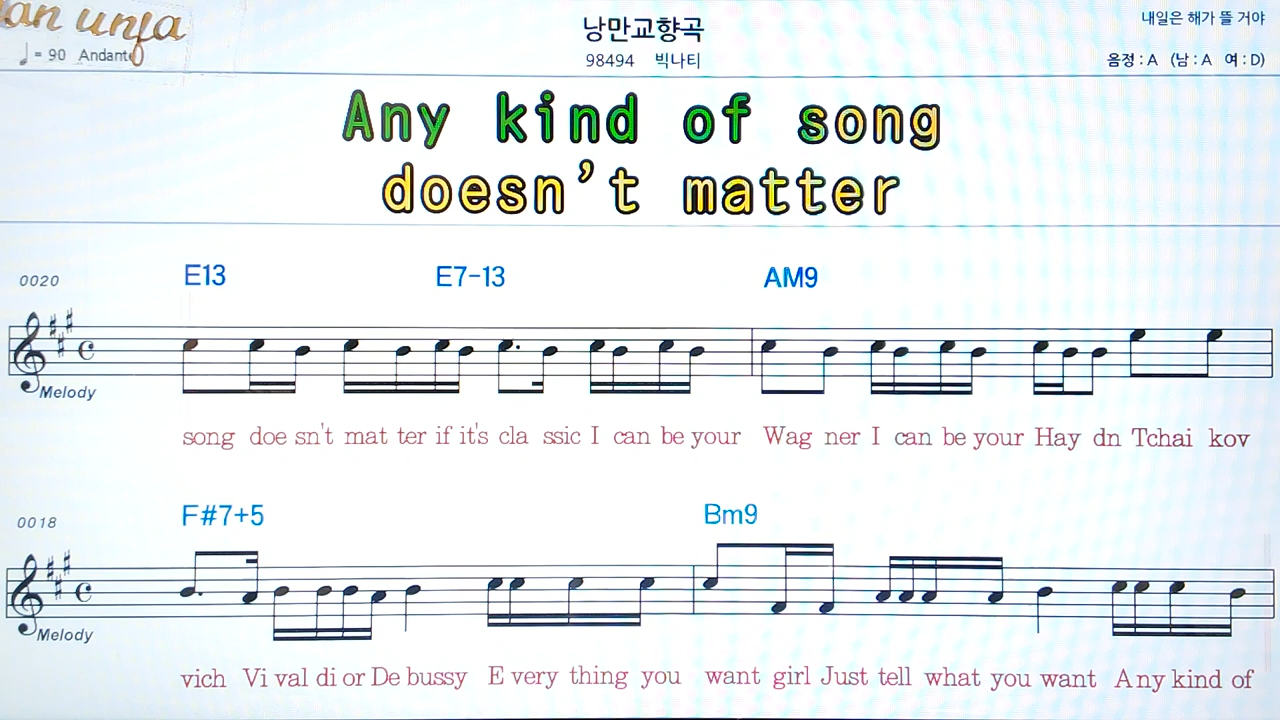 낭만교향곡
내일은 해가 뜰 거야
♩ = 90 Andante
98494 빅나티
음정 : A (남 : A 여 : D)
Any kind of song
doesn't matter
0020
E13 E7-13 AM9
Melody
song doe sn't mat ter if it's cla ssic I can be your Wag ner I can be your Hay dn Tchai kov
0018
F#7+5 Bm9
Melody
vich Vi val di or De bussy E very thing you want girl Just tell what you want Any kind of